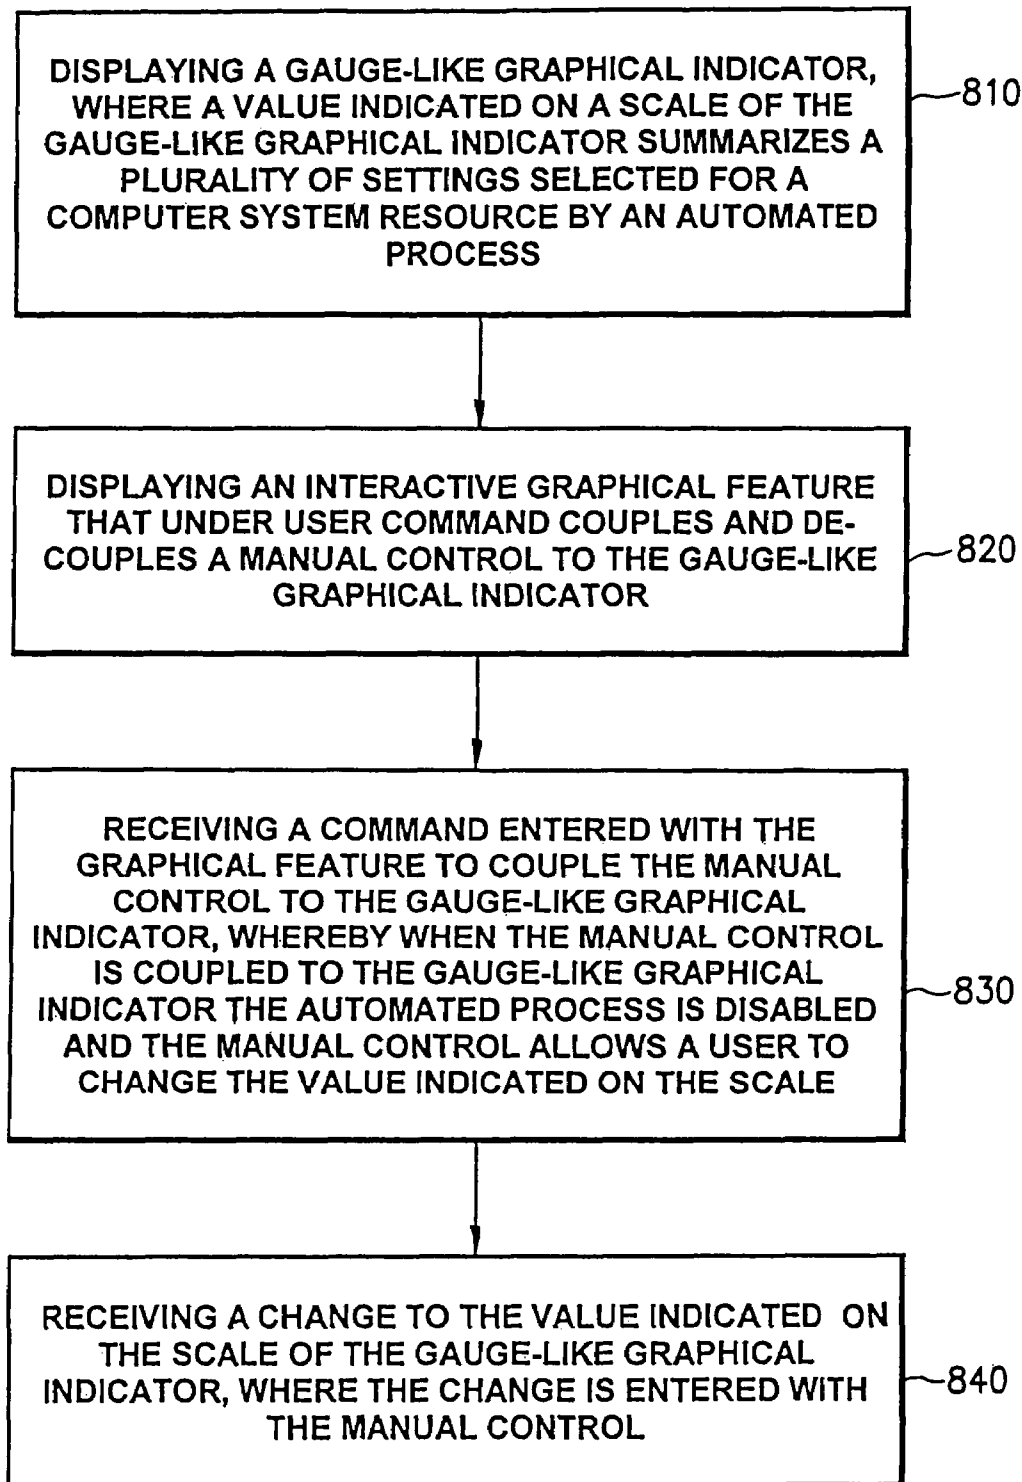 DISPLAYING A GAUGE-LIKE GRAPHICAL INDICATOR,
WHERE A VALUE INDICATED ON A SCALE OF THE
GAUGE-LIKE GRAPHICAL INDICATOR SUMMARIZES A
PLURALITY OF SETTINGS SELECTED FOR A
COMPUTER SYSTEM RESOURCE BY AN AUTOMATED
PROCESS
810
DISPLAYING AN INTERACTIVE GRAPHICAL FEATURE
THAT UNDER USER COMMAND COUPLES AND DE-
COUPLES A MANUAL CONTROL TO THE GAUGE-LIKE
GRAPHICAL INDICATOR
820
RECEIVING A COMMAND ENTERED WITH THE
GRAPHICAL FEATURE TO COUPLE THE MANUAL
CONTROL TO THE GAUGE-LIKE GRAPHICAL
INDICATOR, WHEREBY WHEN THE MANUAL CONTROL
IS COUPLED TO THE GAUGE-LIKE GRAPHICAL
INDICATOR THE AUTOMATED PROCESS IS DISABLED
AND THE MANUAL CONTROL ALLOWS A USER TO
CHANGE THE VALUE INDICATED ON THE SCALE
830
RECEIVING A CHANGE TO THE VALUE INDICATED ON
THE SCALE OF THE GAUGE-LIKE GRAPHICAL
INDICATOR, WHERE THE CHANGE IS ENTERED WITH
THE MANUAL CONTROL
840